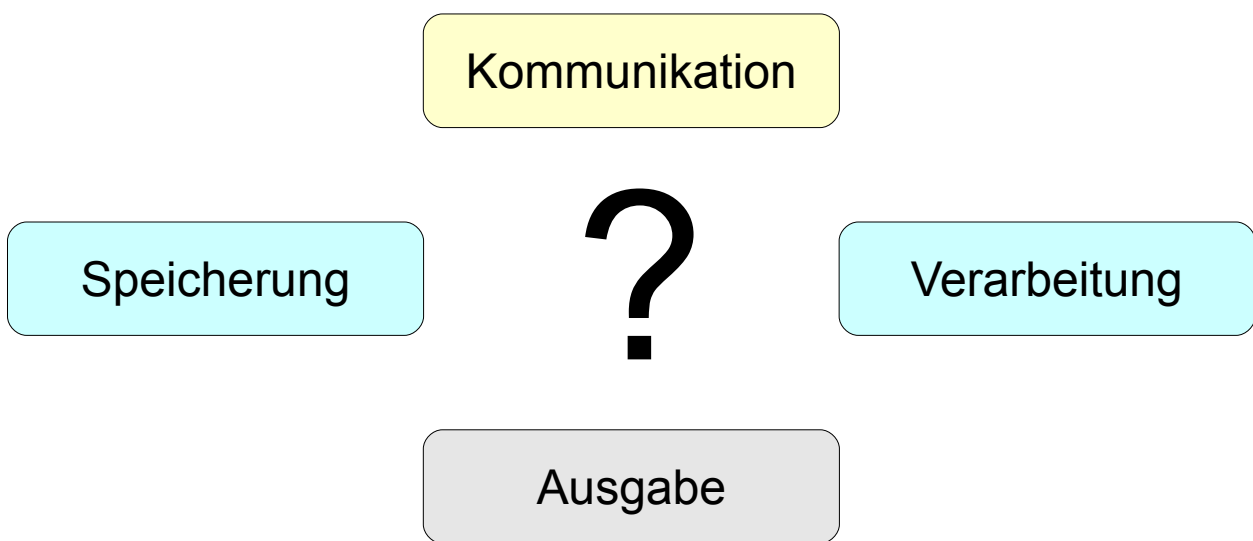 Kommunikation
Speicherung
?
Verarbeitung
Ausgabe